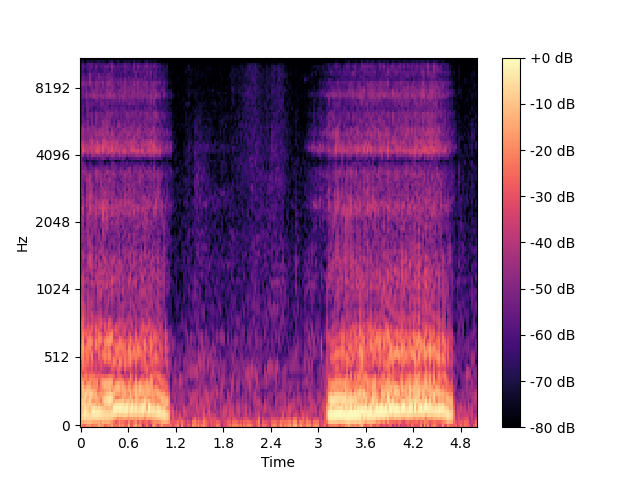 8192
4096
2048
1024
512
0
Hz
0 0.6 1.2 1.8 2.4 3 3.6 4.2 4.8
Time
+0 dB
-10 dB
-20 dB
-30 dB
-40 dB
-50 dB
-60 dB
-70 dB
-80 dB